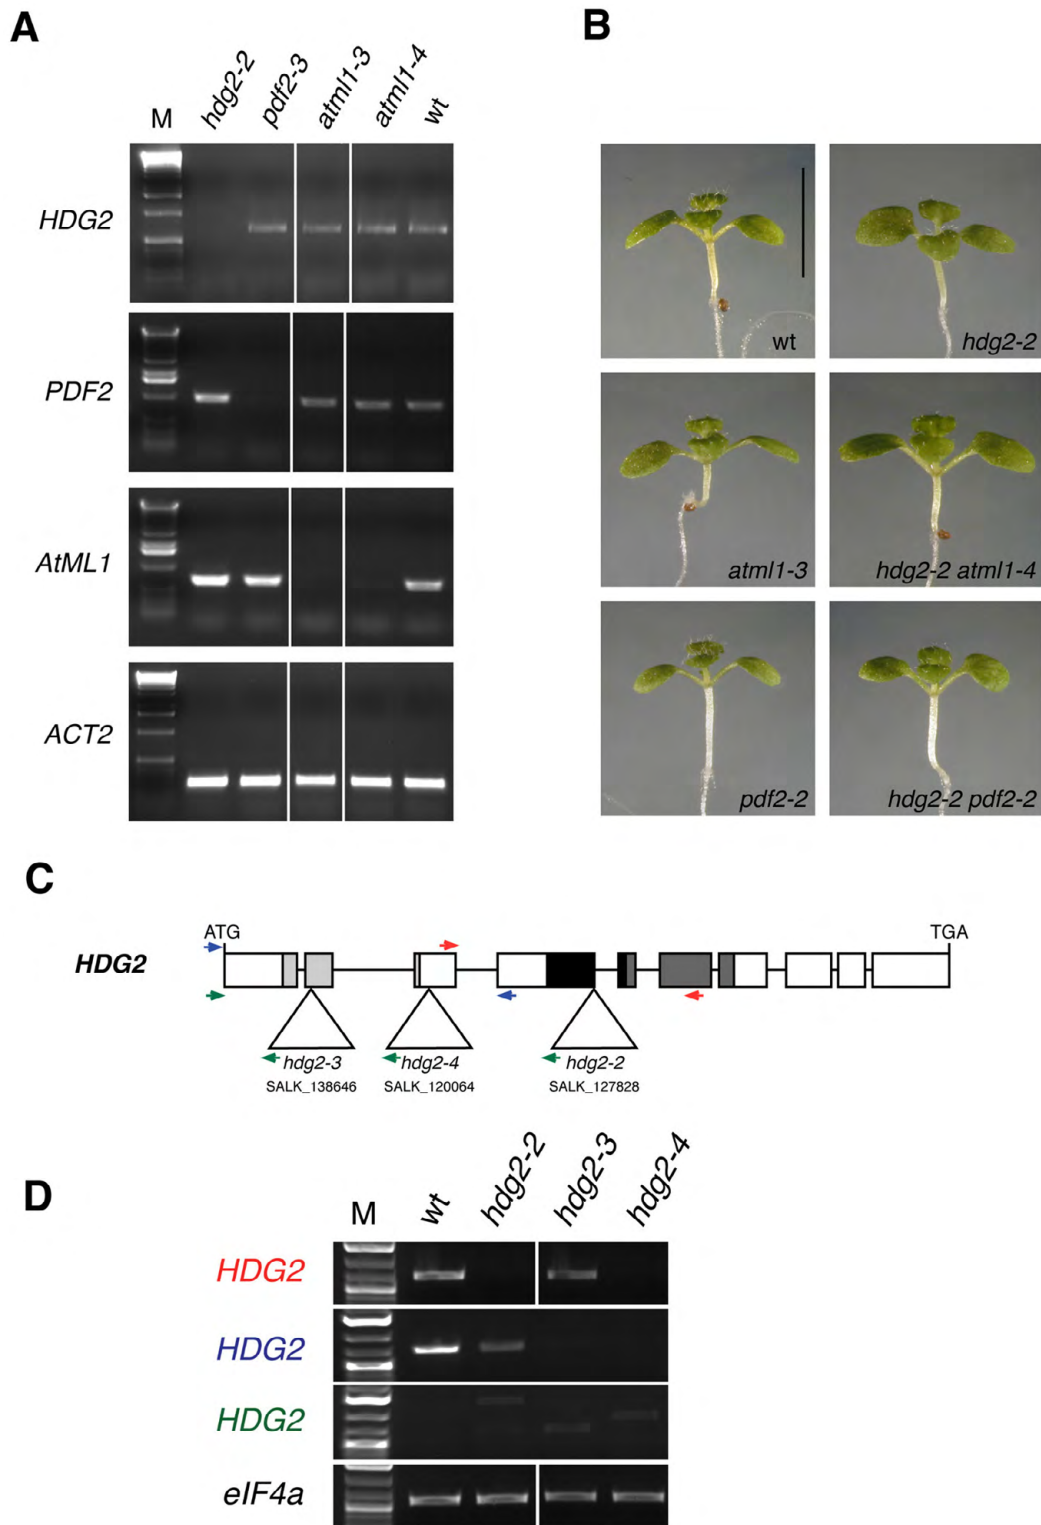 A
B
M
hdg2-2
pdf2-3
atml1-3
atml1-4
wt
HDG2
PDF2
AtML1
ACT2
wt
hdg2-2
atml1-3
hdg2-2 atml1-4
pdf2-2
hdg2-2 pdf2-2
C
ATG
TGA
HDG2
hdg2-3
hdg2-4
hdg2-2
SALK_138646
SALK_120064
SALK_127828
D
M
wt
hdg2-2
hdg2-3
hdg2-4
HDG2
HDG2
HDG2
eIF4a